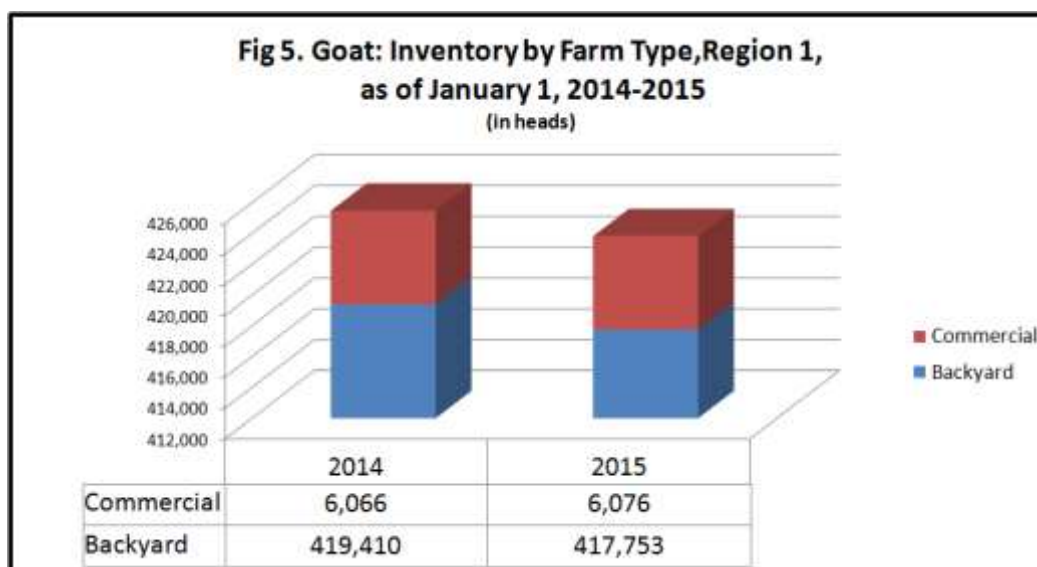 Fig 5. Goat: Inventory by Farm Type,Region 1,
as of January 1, 2014-2015
(in heads)
426,000
424,000
422,000
420,000
418,000
416,000
414,000
412,000
Commercial
Backyard
2014 2015
Commercial 6,066 6,076
Backyard 419,410 417,753